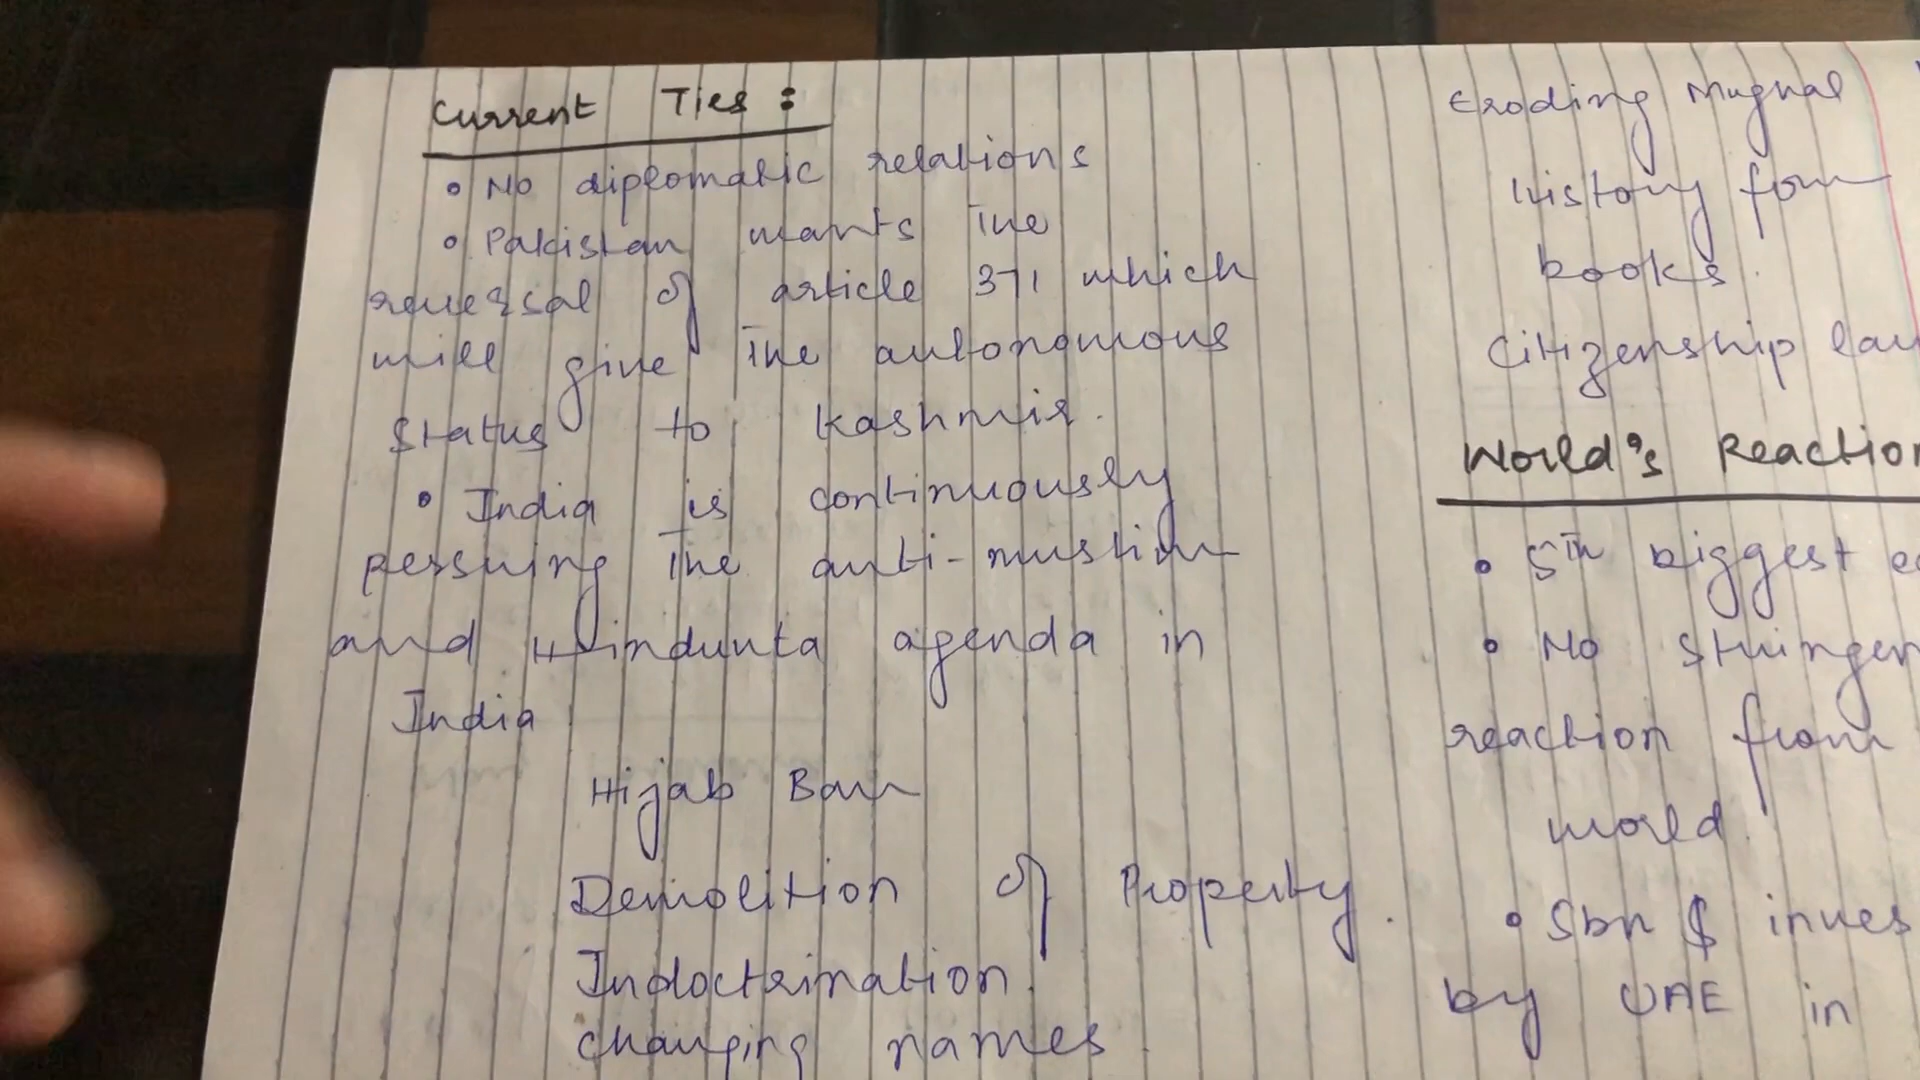 Current Ties :
• No diplomatic relations
• Pakistan wants the
reversal of article 371 which
will give the autonomous
status to Kashmir.
• India is continuously
perssuing the anti-muslim
and Hindunta agenda in
India
Hijab Ban
Demolition of Property.
Indoctrination.
changing names.
Eroding Mughal
history from
books.
Citizenship law
World's Reaction
• 5th biggest
• No stringen
reaction from
world.
• 5bn $ inves
by UAE in